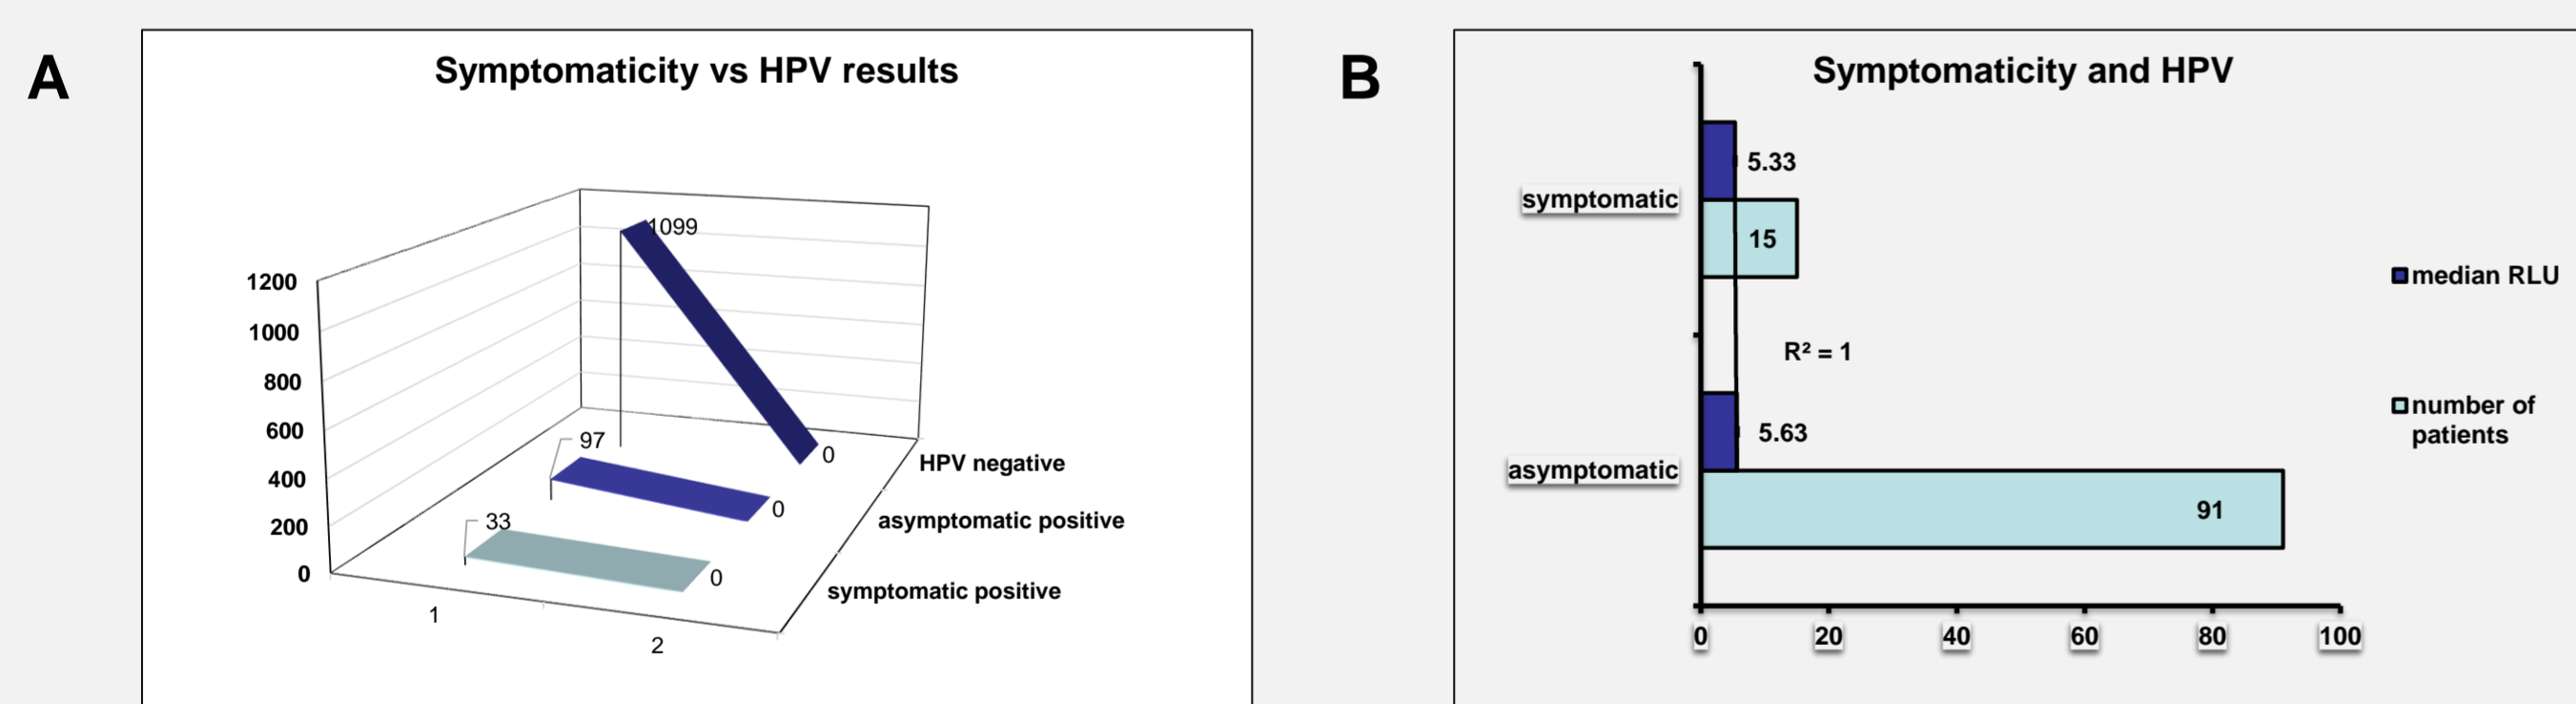 A
Symptomaticity vs HPV results
1200
1000
800
600
400
200
0
1099
0
97
0
33
0
HPV negative
asymptomatic positive
symptomatic positive
1
2
B
Symptomaticity and HPV
symptomatic
5.33
15
R² = 1
asymptomatic
5.63
91
0 20 40 60 80 100
median RLU
number of
patients